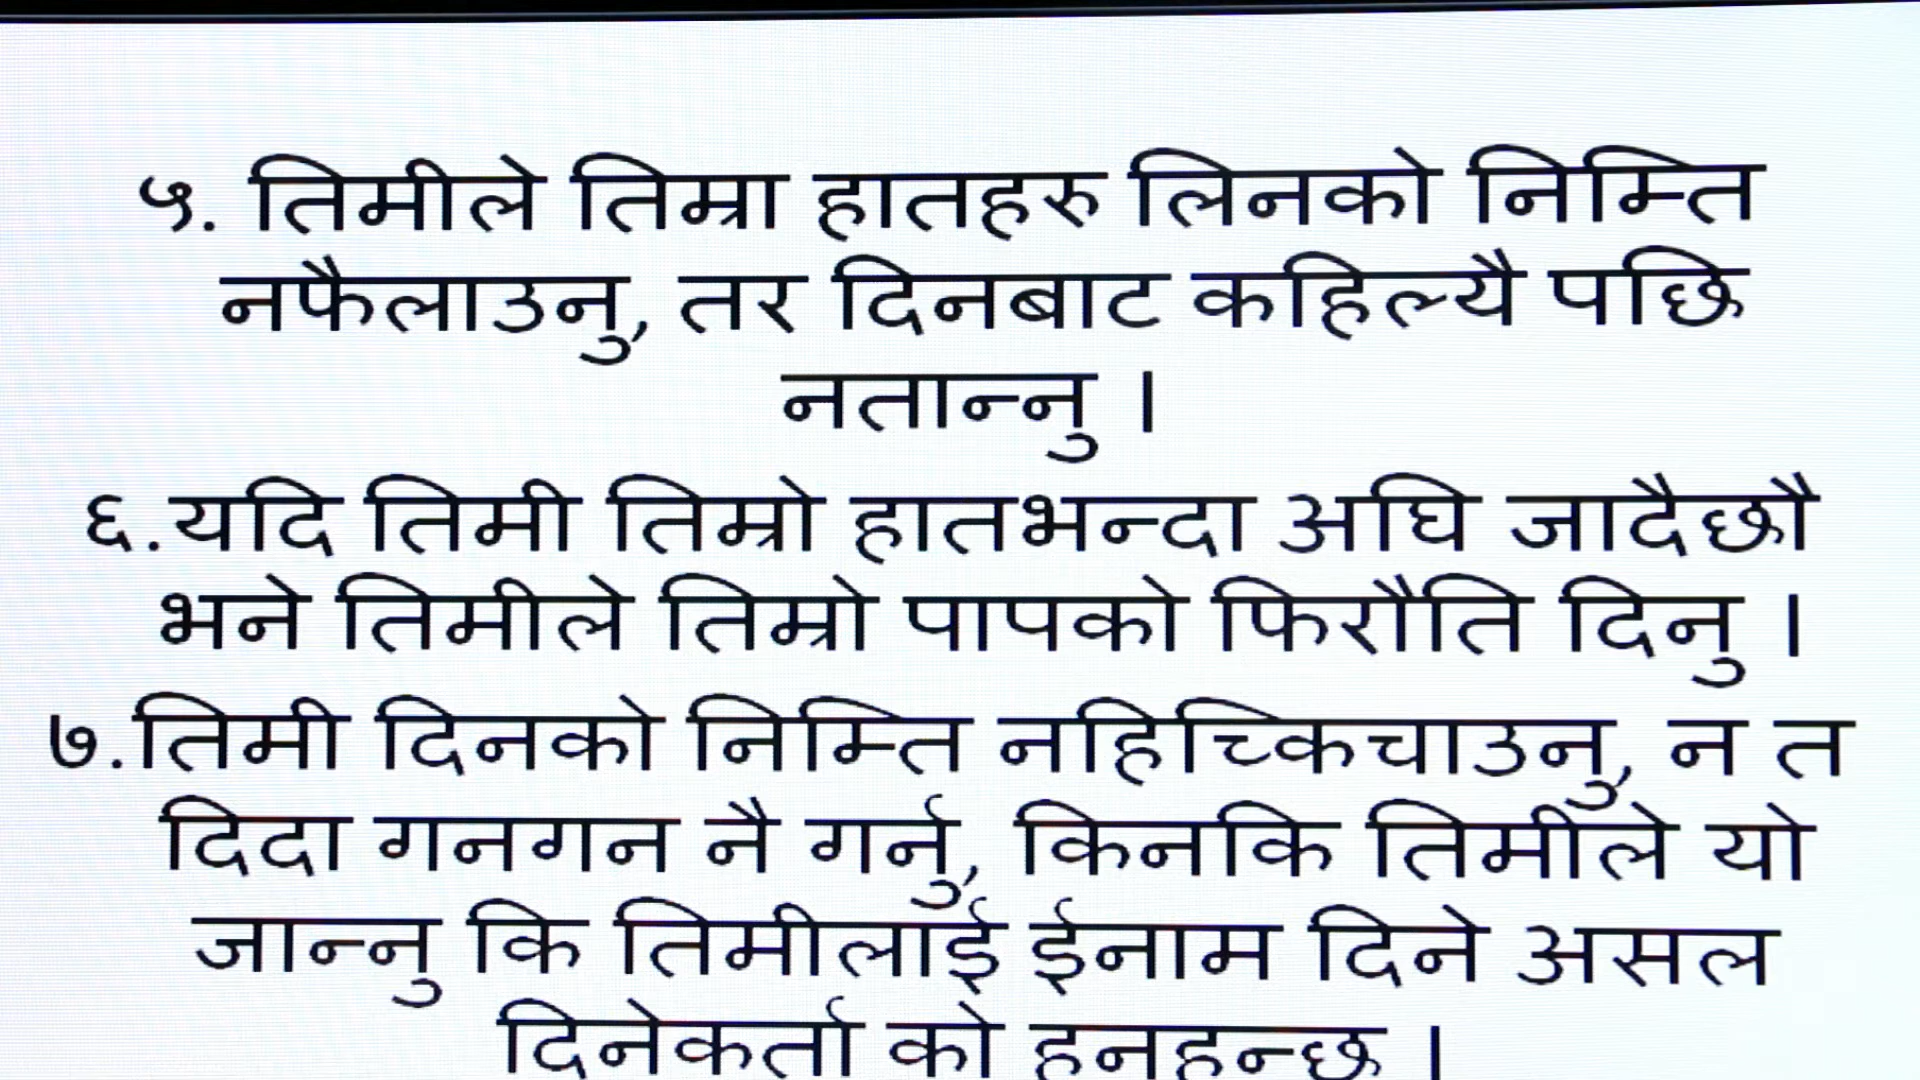 ५. तिमीले तिम्रा हातहरु लिनको निम्ति
नफैलाउनु, तर दिनबाट कहिल्यै पछि
नतान्नु ।
६.यदि तिमी तिम्रो हातभन्दा अघि जादैछौ
भने तिमीले तिम्रो पापको फिरौति दिनु ।
७.तिमी दिनको निम्ति नहिच्किचाउनु, न त
दिदा गनगन नै गर्नु, किनकि तिमीले यो
जान्नु कि तिमीलाई ईनाम दिने असल
दिनेकर्ता को हुनुहुन्छ ।